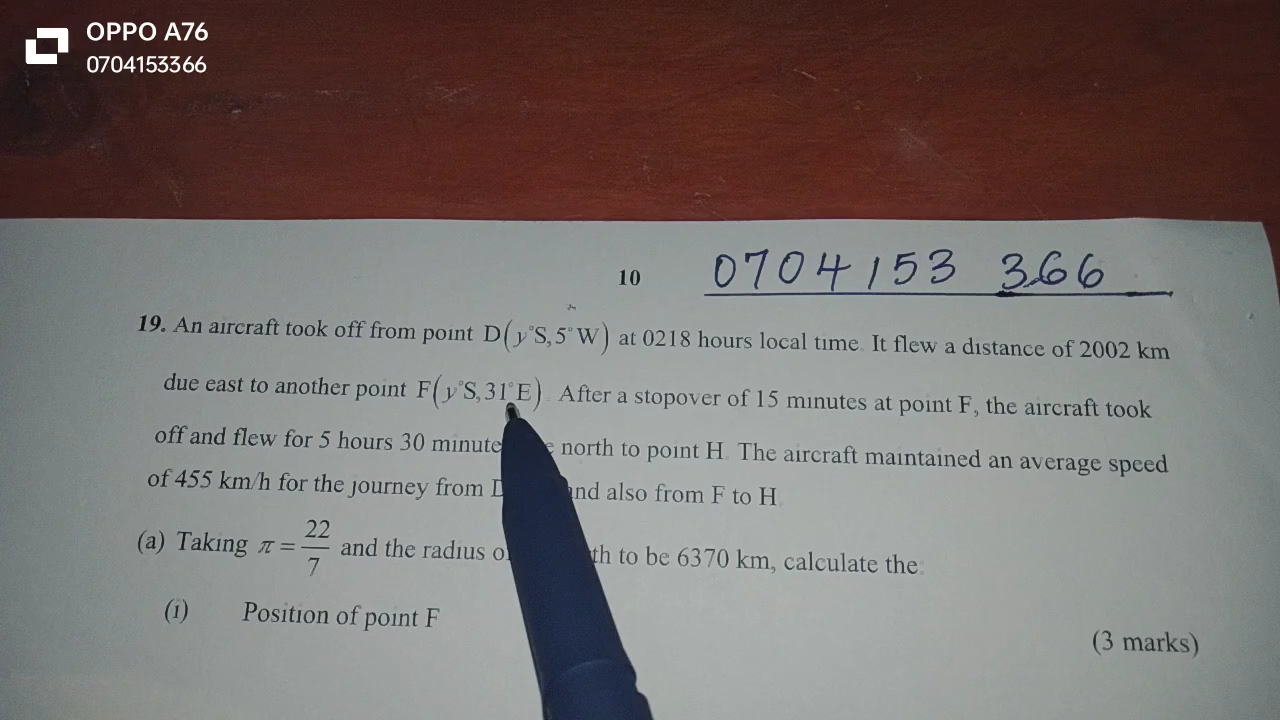 OPPO A76
0704153366
10
0704153 366
19. An aircraft took off from point D(y°S,5°W) at 0218 hours local time. It flew a distance of 2002 km
due east to another point F(y°S,31°E). After a stopover of 15 minutes at point F, the aircraft took
off and flew for 5 hours 30 north to point H. The aircraft maintained an average speed
of 455 km/h for the journey from D and also from F to H
(a) Taking π = 22/7 and the radius to be 6370 km, calculate the:
(i) Position of point F
(3 marks)